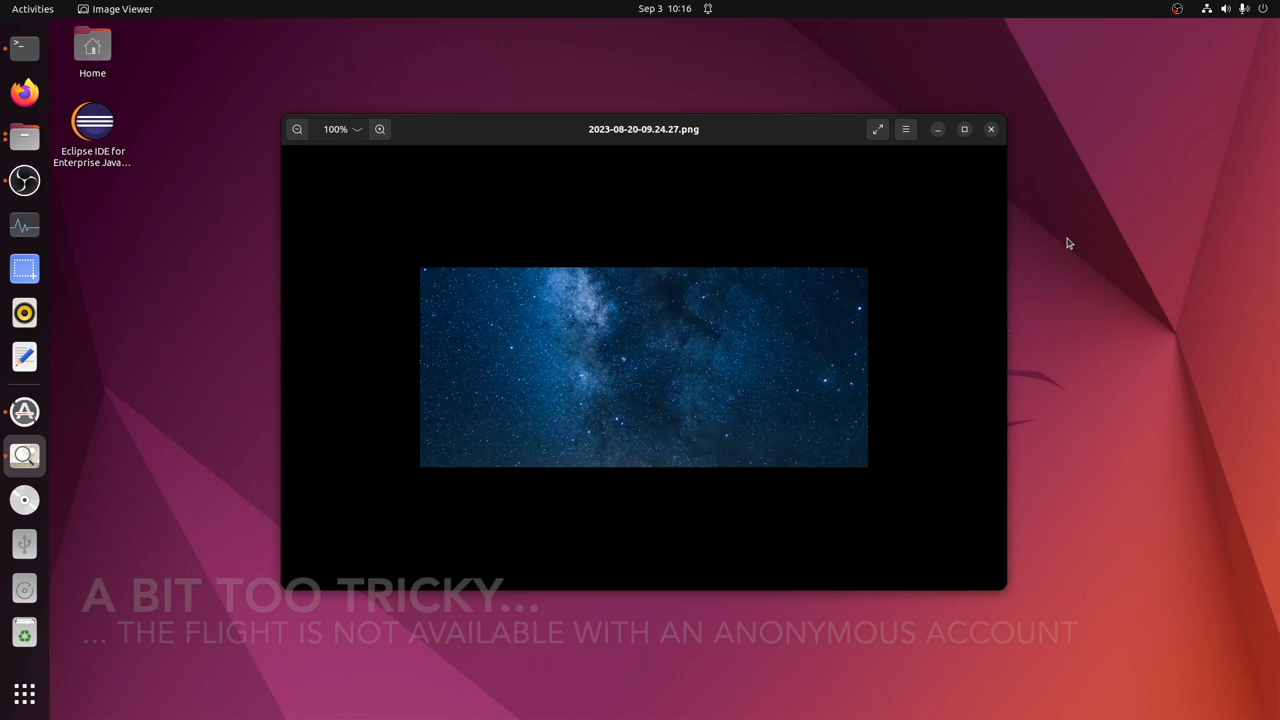 Activities
Image Viewer
Sep 3 10:16
Home
Eclipse IDE for
Enterprise Java...
100%
2023-08-20-09.24.27.png
A BIT TOO TRICKY...
... THE FLIGHT IS NOT AVAILABLE WITH AN ANONYMOUS ACCOUNT